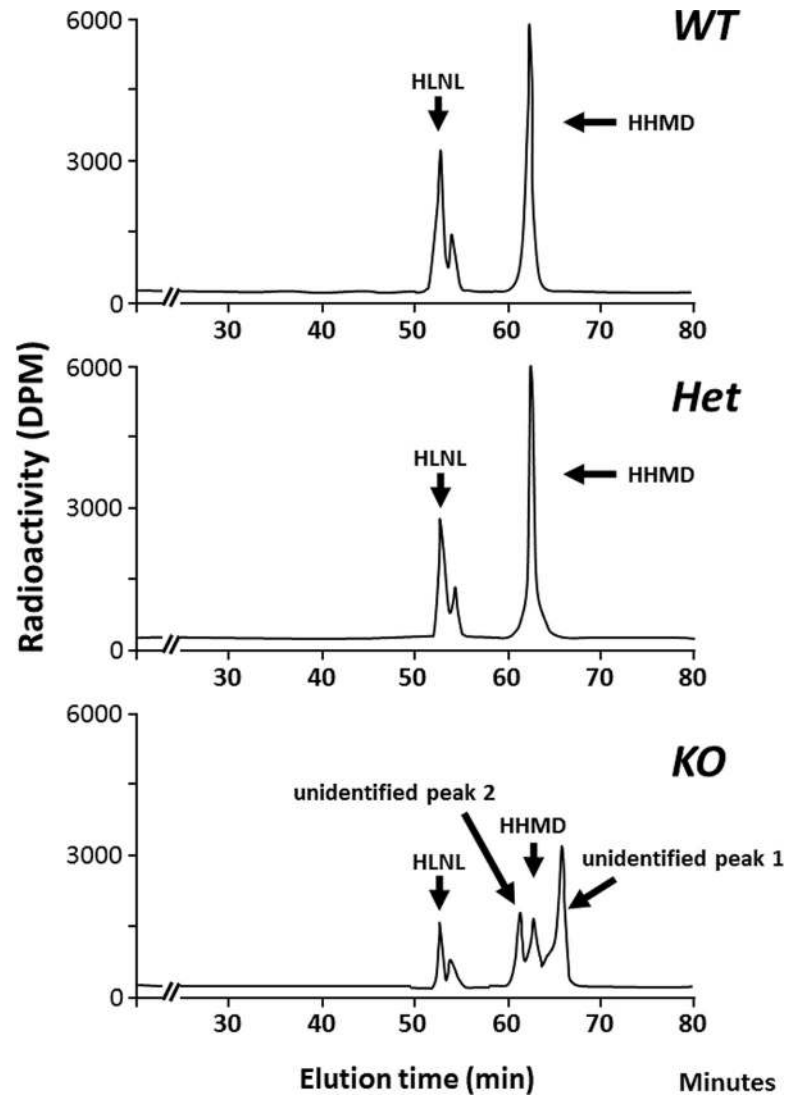 6000
WT
HLNL
HHMD
3000
0
30 40 50 60 70 80
6000
Het
HLNL
HHMD
3000
0
30 40 50 60 70 80
Radioactivity (DPM)
6000
KO
unidentified peak 2
HHMD
unidentified peak 1
HLNL
3000
0
30 40 50 60 70 80
Elution time (min)
Minutes